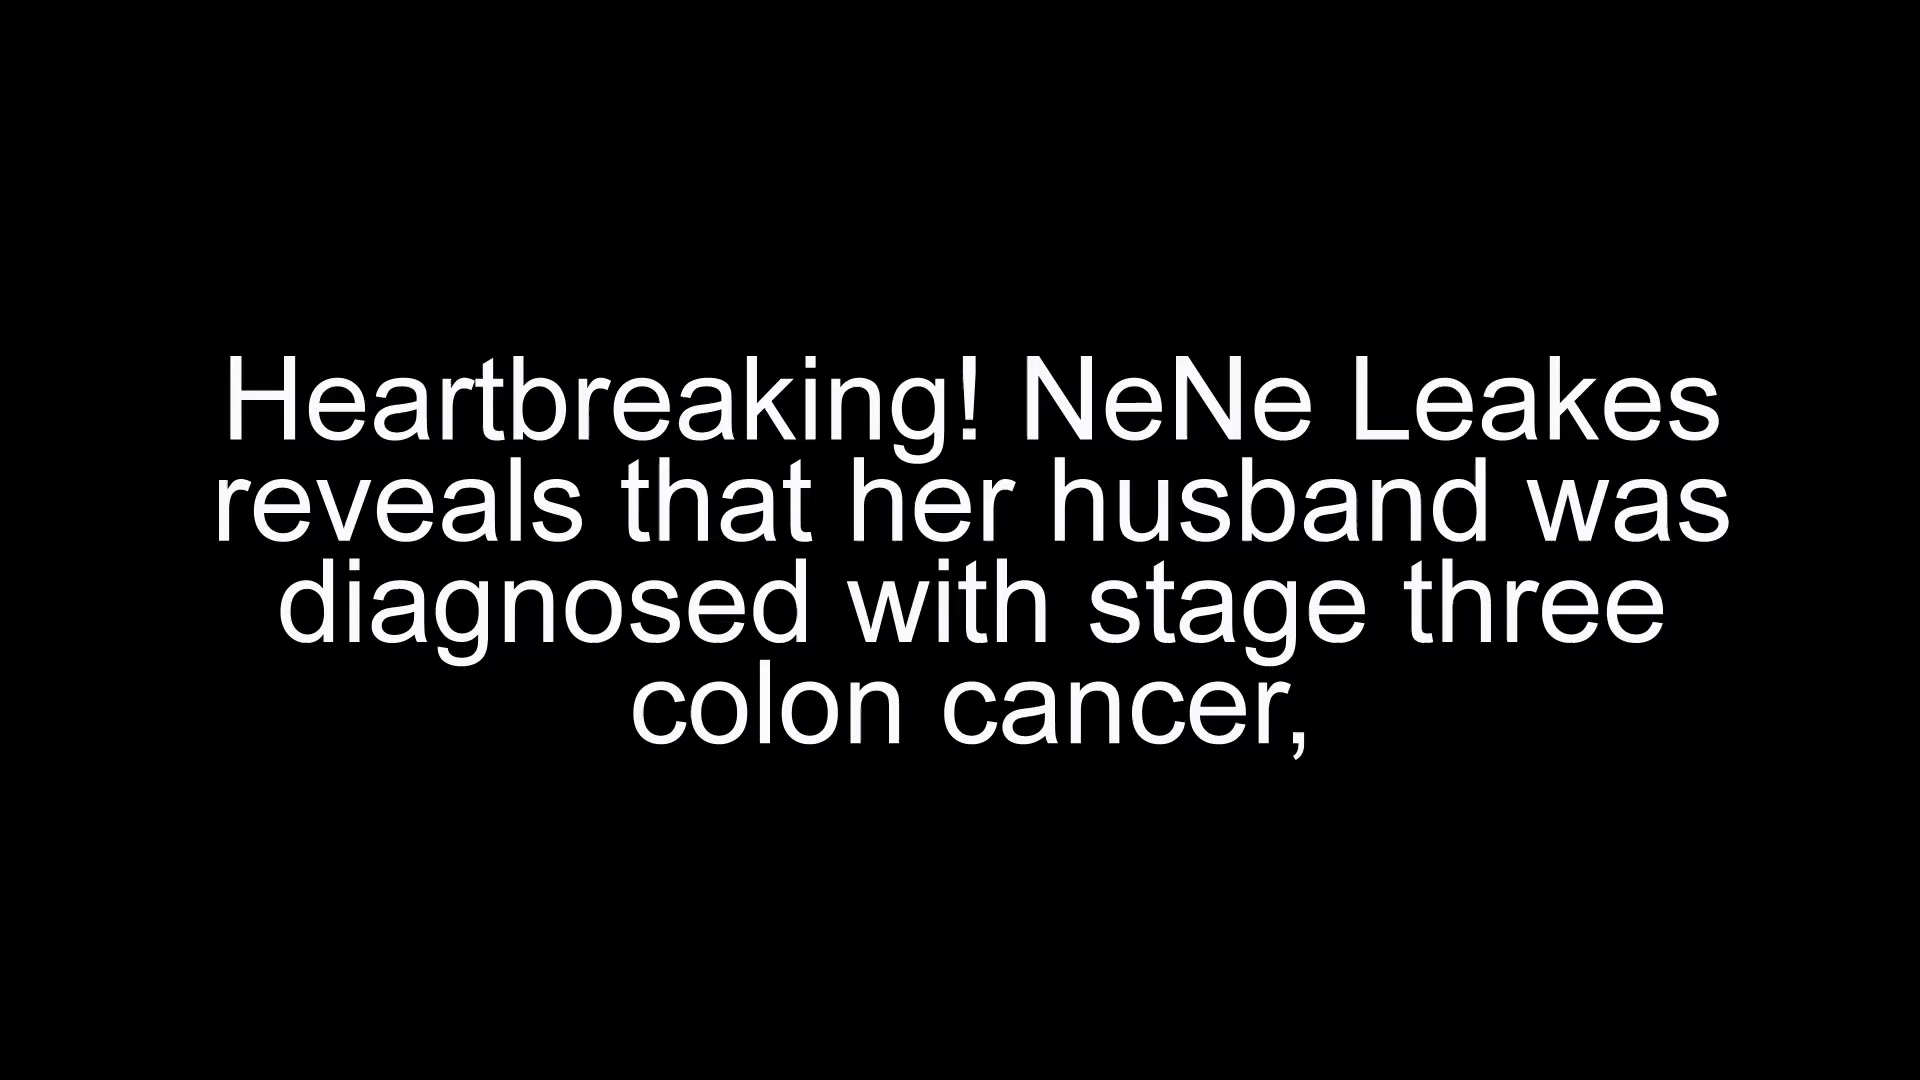 Heartbreaking! NeNe Leakes
reveals that her husband was
diagnosed with stage three
colon cancer,